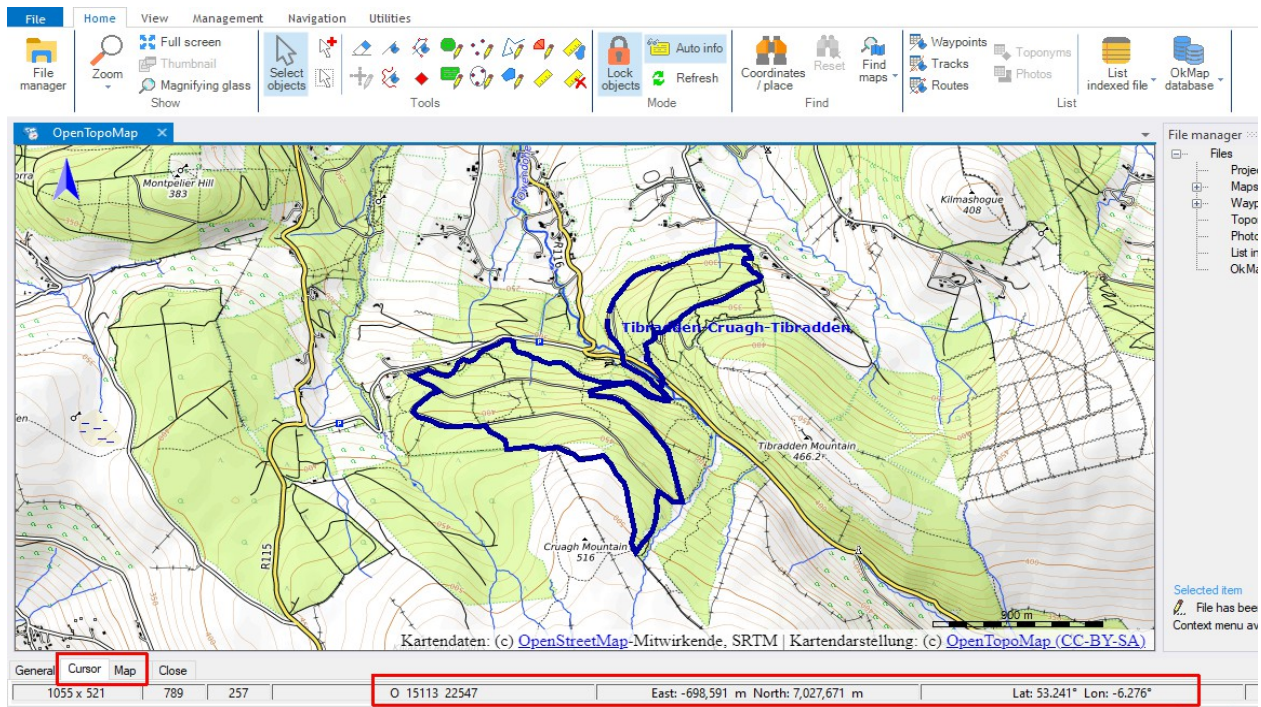 File Home View Management Navigation Utilities
File manager
Zoom
Full screen
Thumbnail
Magnifying glass
Show
Select objects
Tools
Lock objects
Auto info
Refresh
Mode
Coordinates / place
Reset
Find maps
Find
Waypoints
Tracks
Routes
Toponyms
Photos
List indexed file
OkMap database
List
OpenTopoMap
File manager
Files
Maps
List in
Montpelier Hill
383
Kilmashogue
408
R116
Tibradden-Cruagh-Tibradden
Tibradden Mountain
466.2
Cruagh Mountain
516
R115
900 m
Kartendaten: (c) OpenStreetMap-Mitwirkende, SRTM | Kartendarstellung: (c) OpenTopoMap (CC-BY-SA)
Selected item
File has bee
Context menu av
General Cursor Map Close
1055 x 521 789 257 O 15113 22547 East: -698,591 m North: 7,027,671 m Lat: 53.241° Lon: -6.276°